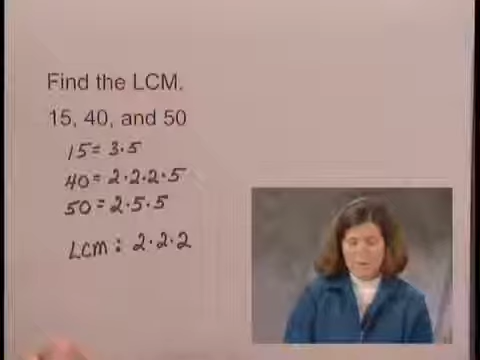 Find the LCM.
15, 40, and 50
15 = 3·5
40 = 2·2·2·5
50 = 2·5·5
LCM: 2·2·2